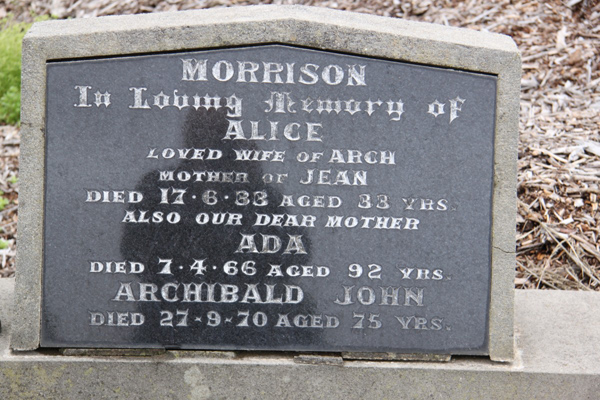 MORRISON
In Loving Memory of
ALICE
LOVED WIFE OF ARCH
MOTHER OF JEAN
DIED 17·6·33 AGED 33 YRS.
ALSO OUR DEAR MOTHER
ADA
DIED 7·4·66 AGED 92 YRS.
ARCHIBALD JOHN
DIED 27-9-70 AGED 75 YRS.